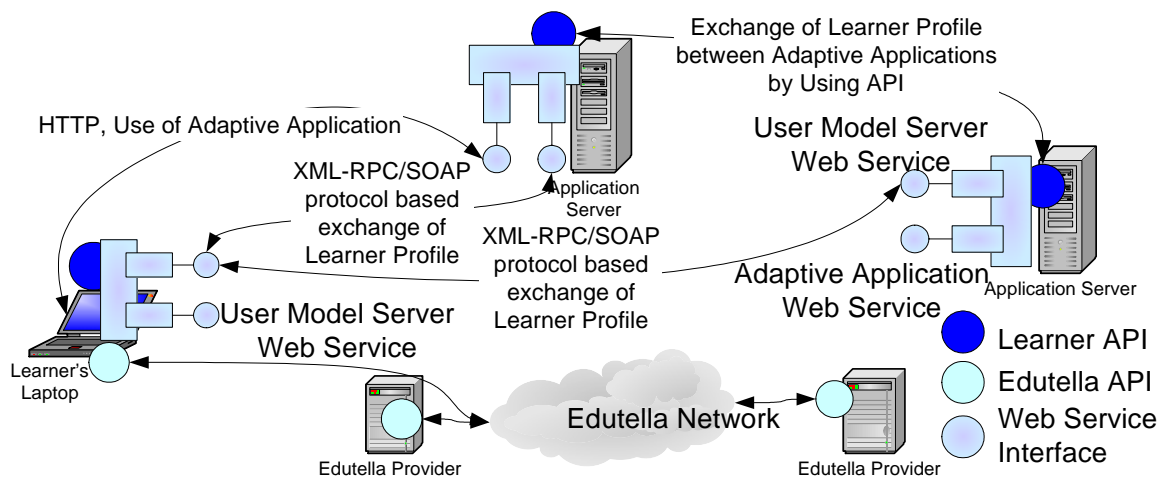 Exchange of Learner Profile
between Adaptive Applications
by Using API
HTTP, Use of Adaptive Application
User Model Server
Web Service
XML-RPC/SOAP
protocol based
exchange of
Learner Profile
Application
Server
XML-RPC/SOAP
protocol based
exchange of
Learner Profile
Adaptive Application
Web Service
Application Server
User Model Server
Web Service
Learner's
Laptop
Learner API
Edutella API
Web Service
Interface
Edutella Network
Edutella Provider
Edutella Provider